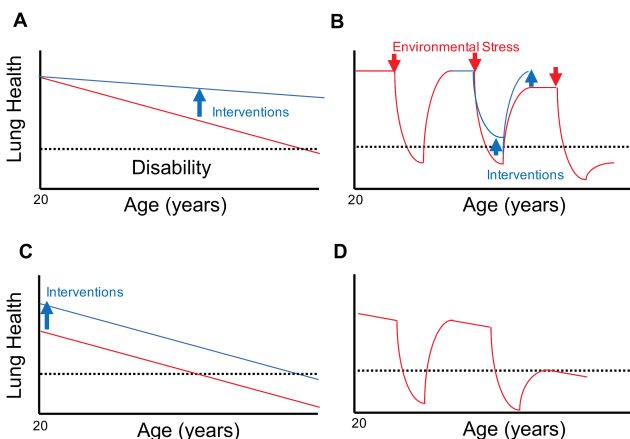 A
Lung Health
Interventions
Disability
20
Age (years)
B
Environmental Stress
Interventions
20
Age (years)
C
Lung Health
Interventions
20
Age (years)
D
20
Age (years)